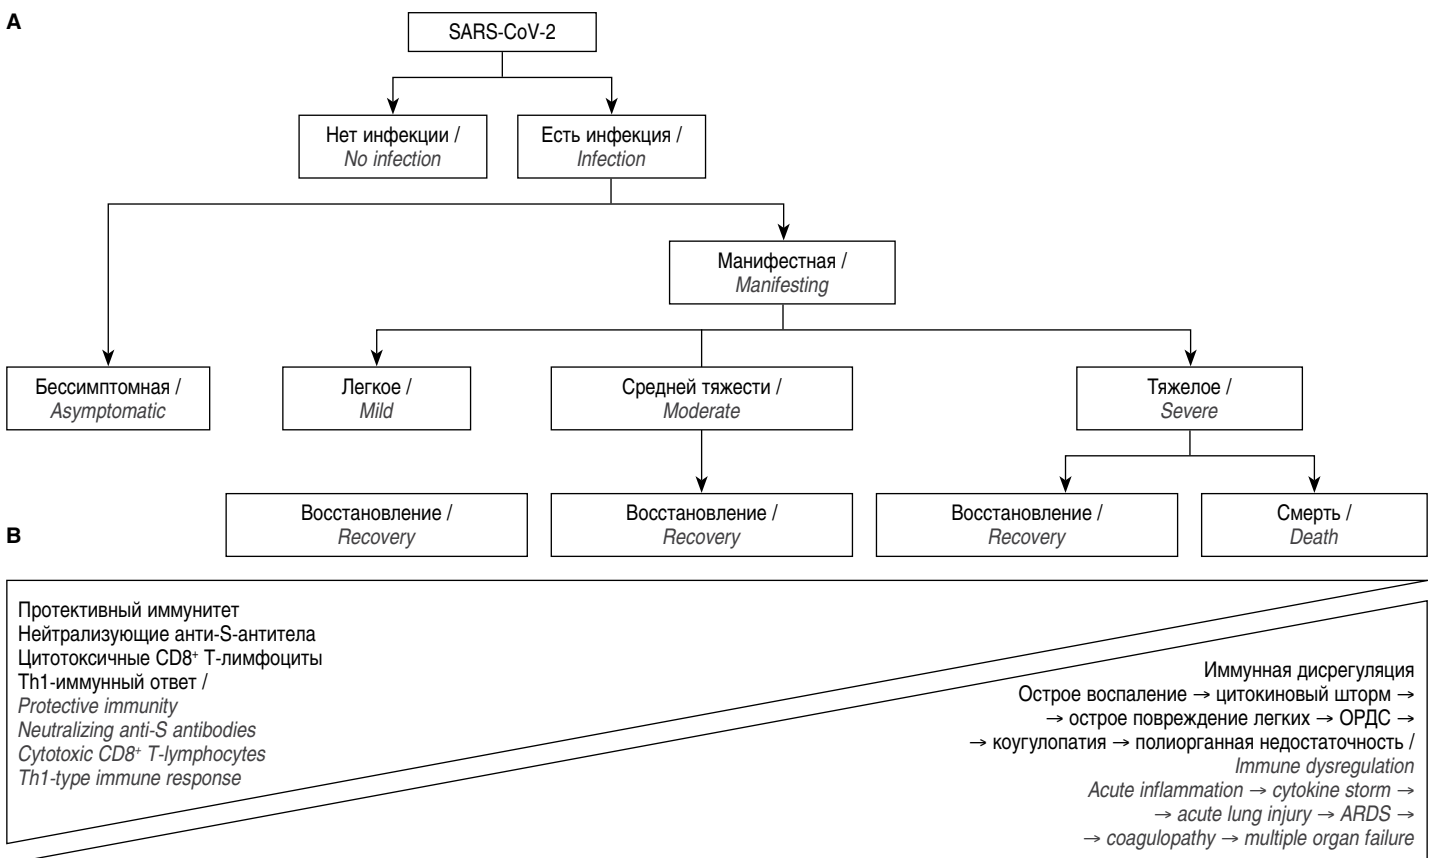 A
SARS-CoV-2
Нет инфекции /
No infection
Есть инфекция /
Infection
Манифестная /
Manifesting
Бессимптомная /
Asymptomatic
Легкое /
Mild
Средней тяжести /
Moderate
Тяжелое /
Severe
Восстановление /
Recovery
Восстановление /
Recovery
Восстановление /
Recovery
Смерть /
Death
B
Протективный иммунитет
Нейтрализующие анти-S-антитела
Цитотоксичные CD8⁺ Т-лимфоциты
Th1-иммунный ответ /
Protective immunity
Neutralizing anti-S antibodies
Cytotoxic CD8⁺ T-lymphocytes
Th1-type immune response
Иммунная дисрегуляция
Острое воспаление → цитокиновый шторм →
→ острое повреждение легких → ОРДС →
→ коугулопатия → полиорганная недостаточность /
Immune dysregulation
Acute inflammation → cytokine storm →
→ acute lung injury → ARDS →
→ coagulopathy → multiple organ failure